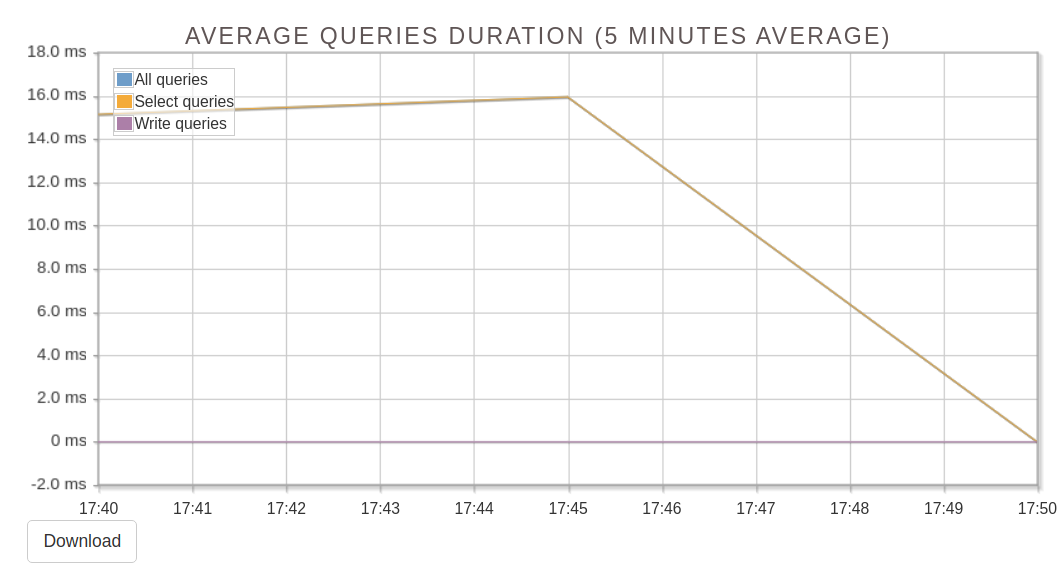 AVERAGE QUERIES DURATION (5 MINUTES AVERAGE)
18.0 ms
All queries
16.0 ms
Select queries
Write queries
14.0 ms
12.0 ms
10.0 ms
8.0 ms
6.0 ms
4.0 ms
2.0 ms
0 ms
-2.0 ms
17:40 17:41 17:42 17:43 17:44 17:45 17:46 17:47 17:48 17:49 17:50
Download